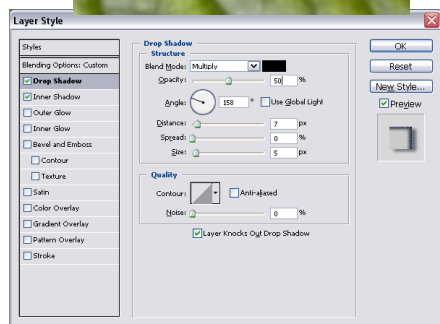 Layer Style
Styles
Blending Options: Custom
Drop Shadow
Inner Shadow
Outer Glow
Inner Glow
Bevel and Emboss
Contour
Texture
Satin
Color Overlay
Gradient Overlay
Pattern Overlay
Stroke
Drop Shadow
Structure
Blend Mode: Multiply
Opacity: 50 %
Angle: 158 ° Use Global Light
Distance: 7 px
Spread: 0 %
Size: 5 px
Quality
Contour: Anti-aliased
Noise: 0 %
Layer Knocks Out Drop Shadow
OK
Reset
New Style...
Preview